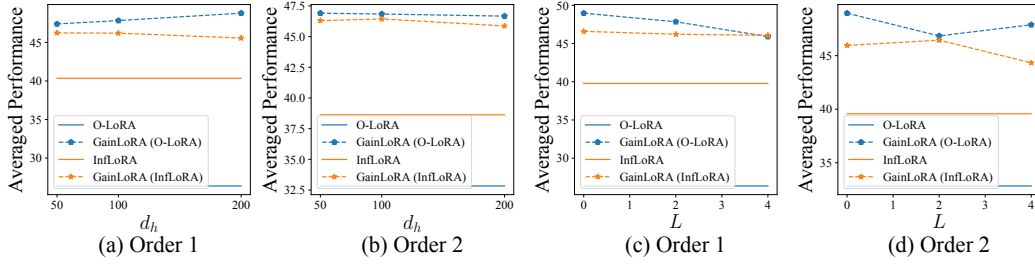 Averaged Performance
45
40
35
30
O-LoRA
GainLoRA (O-LoRA)
InfLoRA
GainLoRA (InfLoRA)
50
100
200
d_h
(a) Order 1
Averaged Performance
47.5
45.0
42.5
40.0
37.5
35.0
32.5
O-LoRA
GainLoRA (O-LoRA)
InfLoRA
GainLoRA (InfLoRA)
50
100
200
d_h
(b) Order 2
Averaged Performance
50
45
40
35
30
O-LoRA
GainLoRA (O-LoRA)
InfLoRA
GainLoRA (InfLoRA)
0
1
2
3
4
L
(c) Order 1
Averaged Performance
45
40
35
O-LoRA
GainLoRA (O-LoRA)
InfLoRA
GainLoRA (InfLoRA)
0
1
2
3
4
L
(d) Order 2